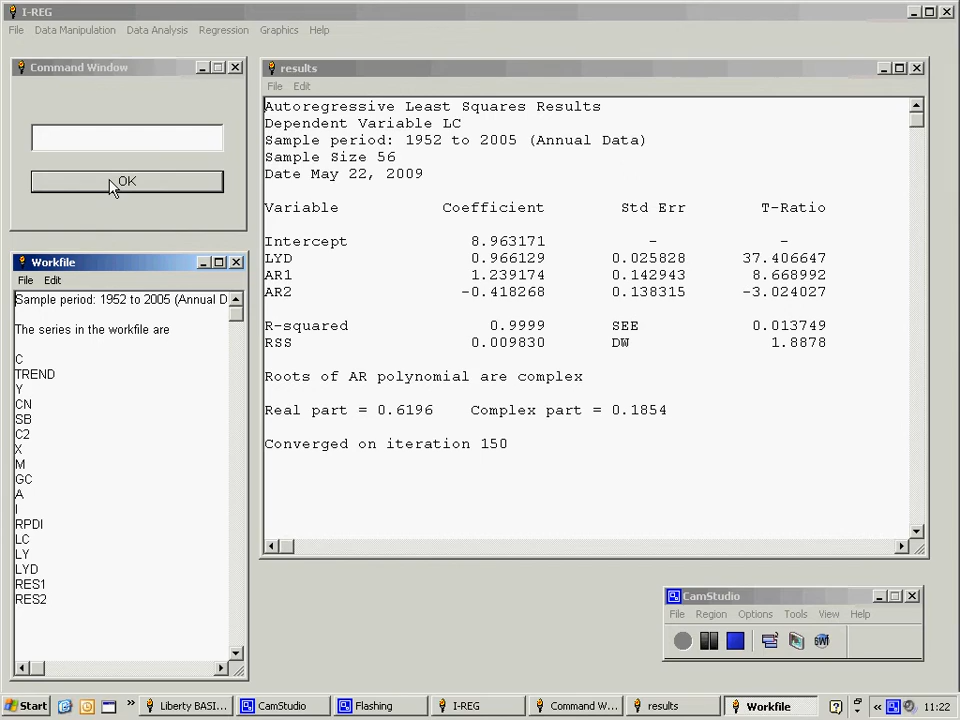 I-REG
File Data Manipulation Data Analysis Regression Graphics Help
Command Window
OK
results
File Edit
Autoregressive Least Squares Results
Dependent Variable LC
Sample period: 1952 to 2005 (Annual Data)
Sample Size 56
Date May 22, 2009
Variable Coefficient Std Err T-Ratio
Intercept 8.963171 - -
LYD 0.966129 0.025828 37.406647
AR1 1.239174 0.142943 8.668992
AR2 -0.418268 0.138315 -3.024027
R-squared 0.9999 SEE 0.013749
RSS 0.009830 DW 1.8878
Roots of AR polynomial are complex
Real part = 0.6196 Complex part = 0.1854
Converged on iteration 150
Workfile
File Edit
Sample period: 1952 to 2005 (Annual D
The series in the workfile are
C
TREND
Y
CN
SB
C2
X
M
GC
A
I
RPDI
LC
LY
LYD
RES1
RES2
CamStudio
File Region Options Tools View Help
SWF
Start Liberty BASI... CamStudio Flashing I-REG Command W... results Workfile 11:22